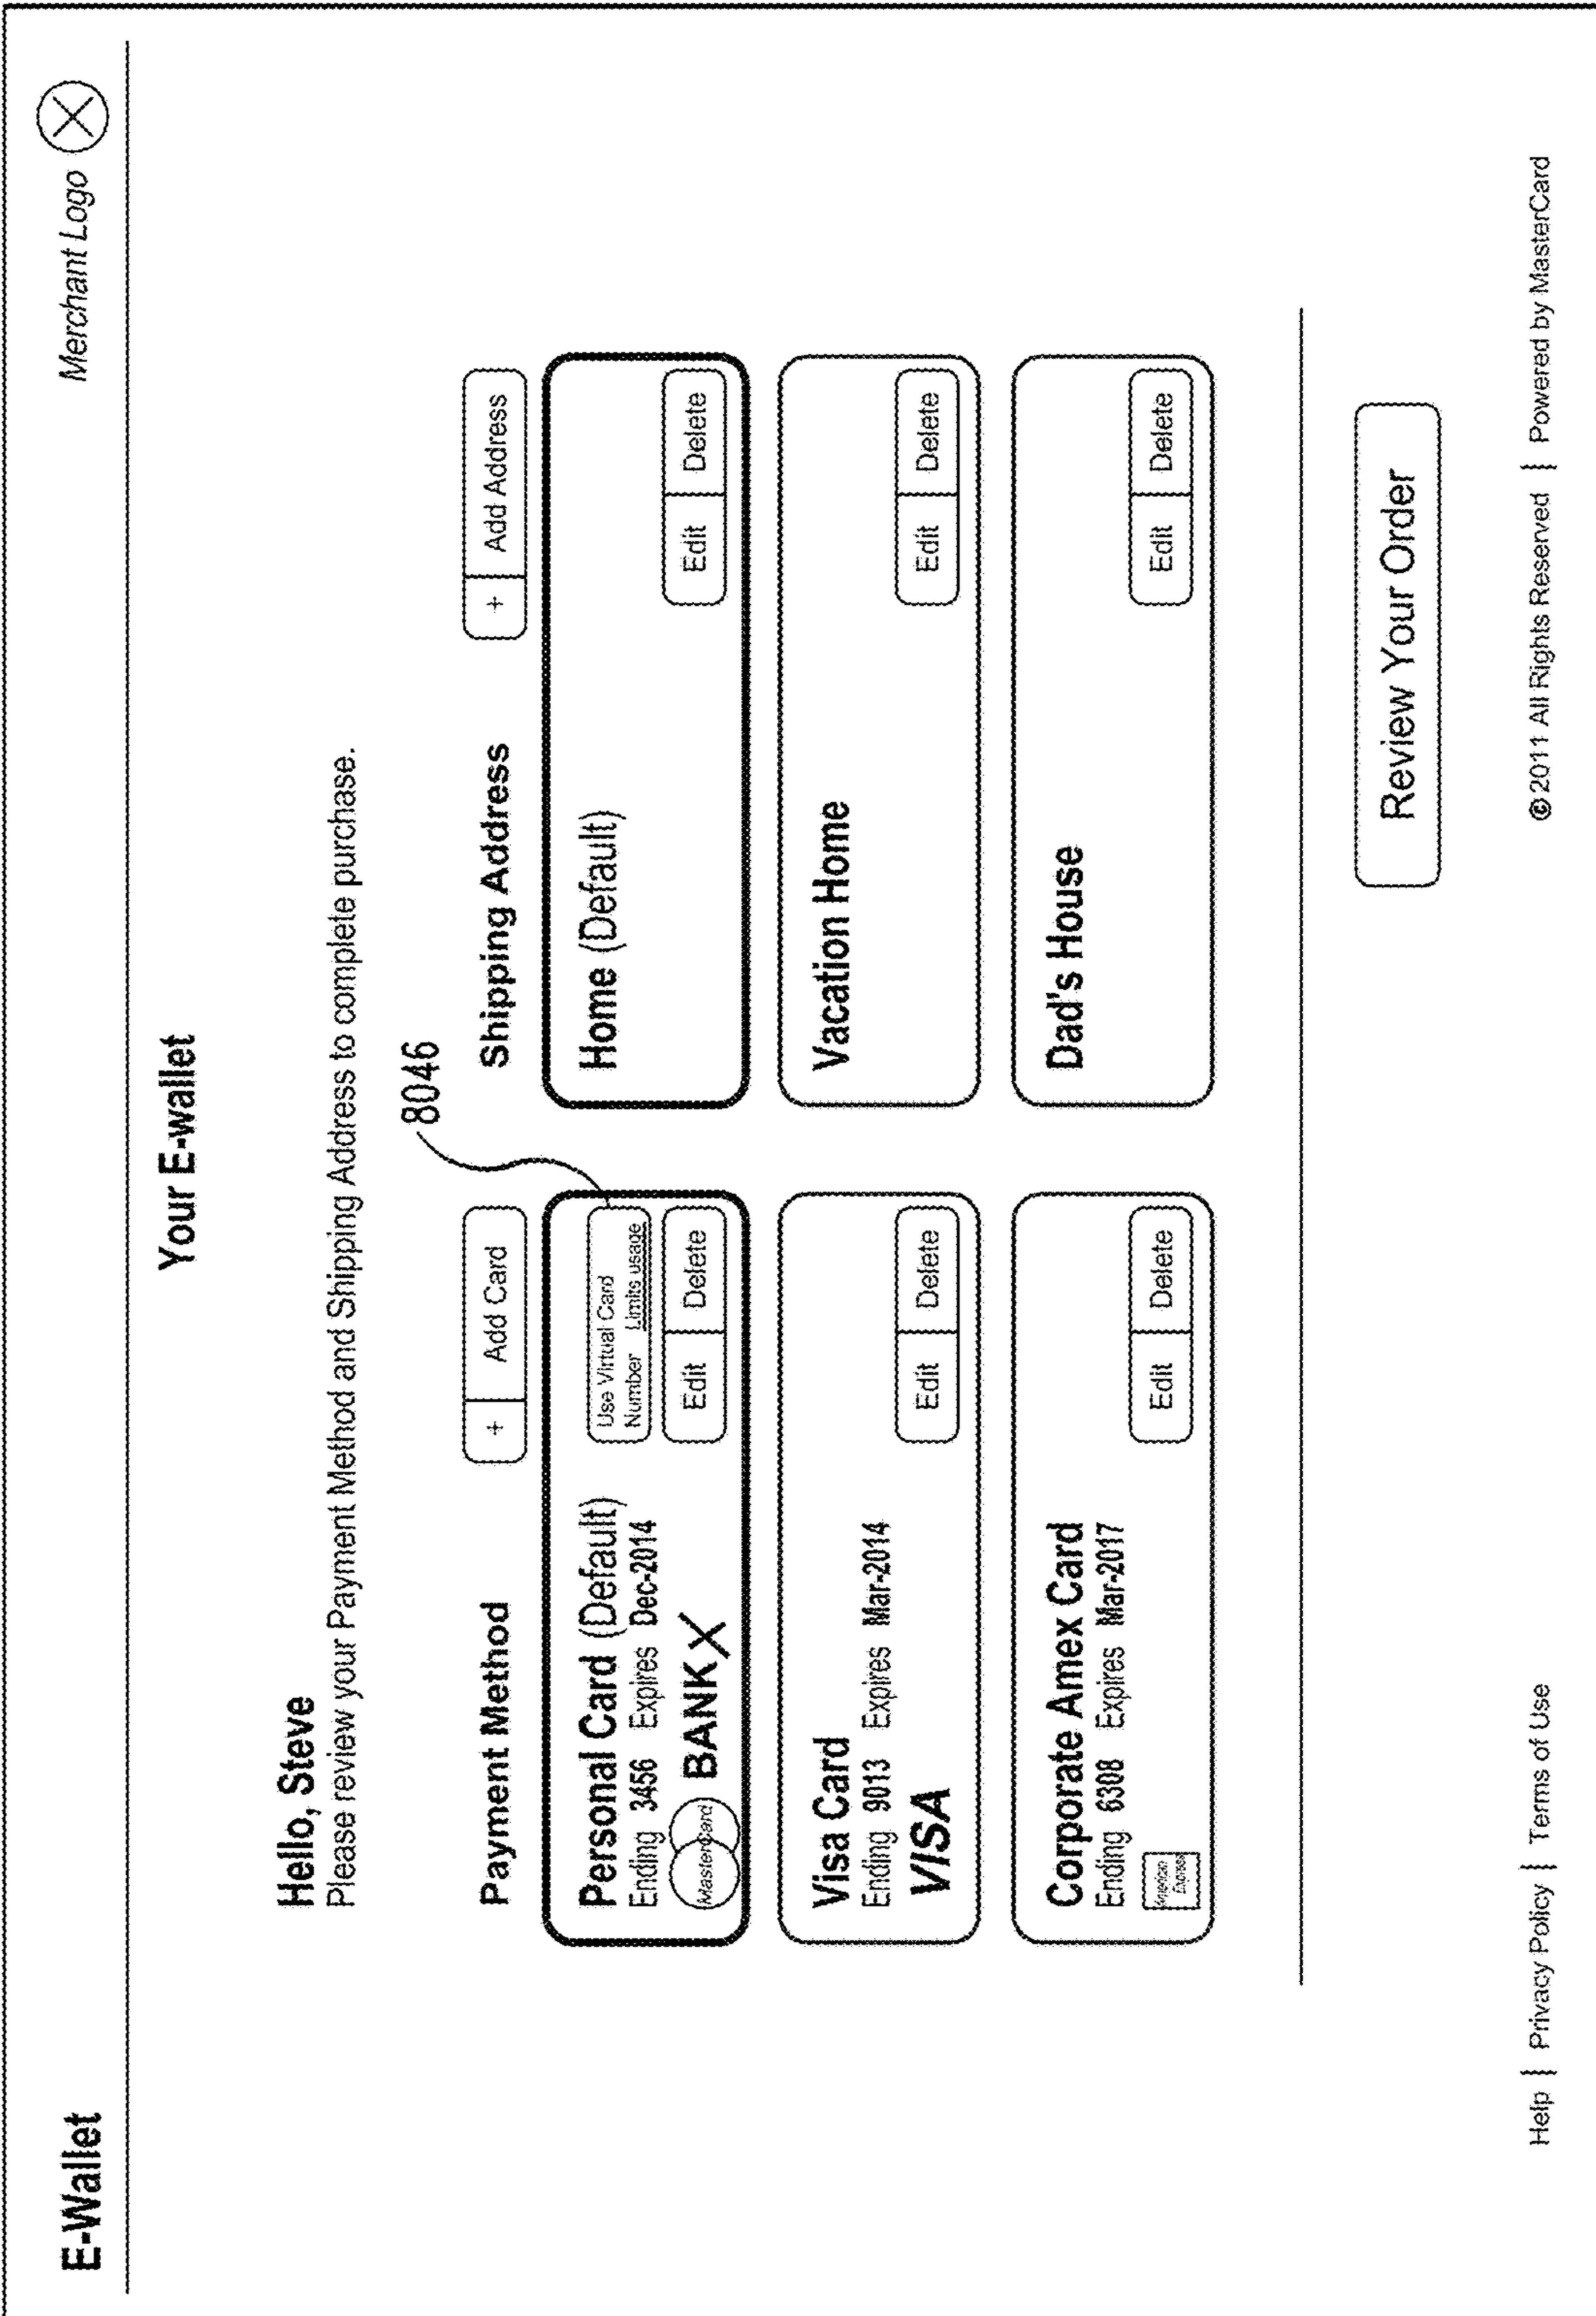 E-Wallet
Merchant Logo
Your E-wallet
Hello, Steve
Please review your Payment Method and Shipping Address to complete purchase.
8046
Payment Method
+ Add Card
Personal Card (Default)
Ending 3456 Expires Dec-2014
MasterCard BANK X
Use Virtual Card
Number Limits usage
Edit Delete
Visa Card
Ending 9013 Expires Mar-2014
VISA
Edit Delete
Corporate Amex Card
Ending 6308 Expires Mar-2017
American
Express
Edit Delete
Shipping Address
+ Add Address
Home (Default)
Edit Delete
Vacation Home
Edit Delete
Dad's House
Edit Delete
Review Your Order
Help | Privacy Policy | Terms of Use
©2011 All Rights Reserved | Powered by MasterCard